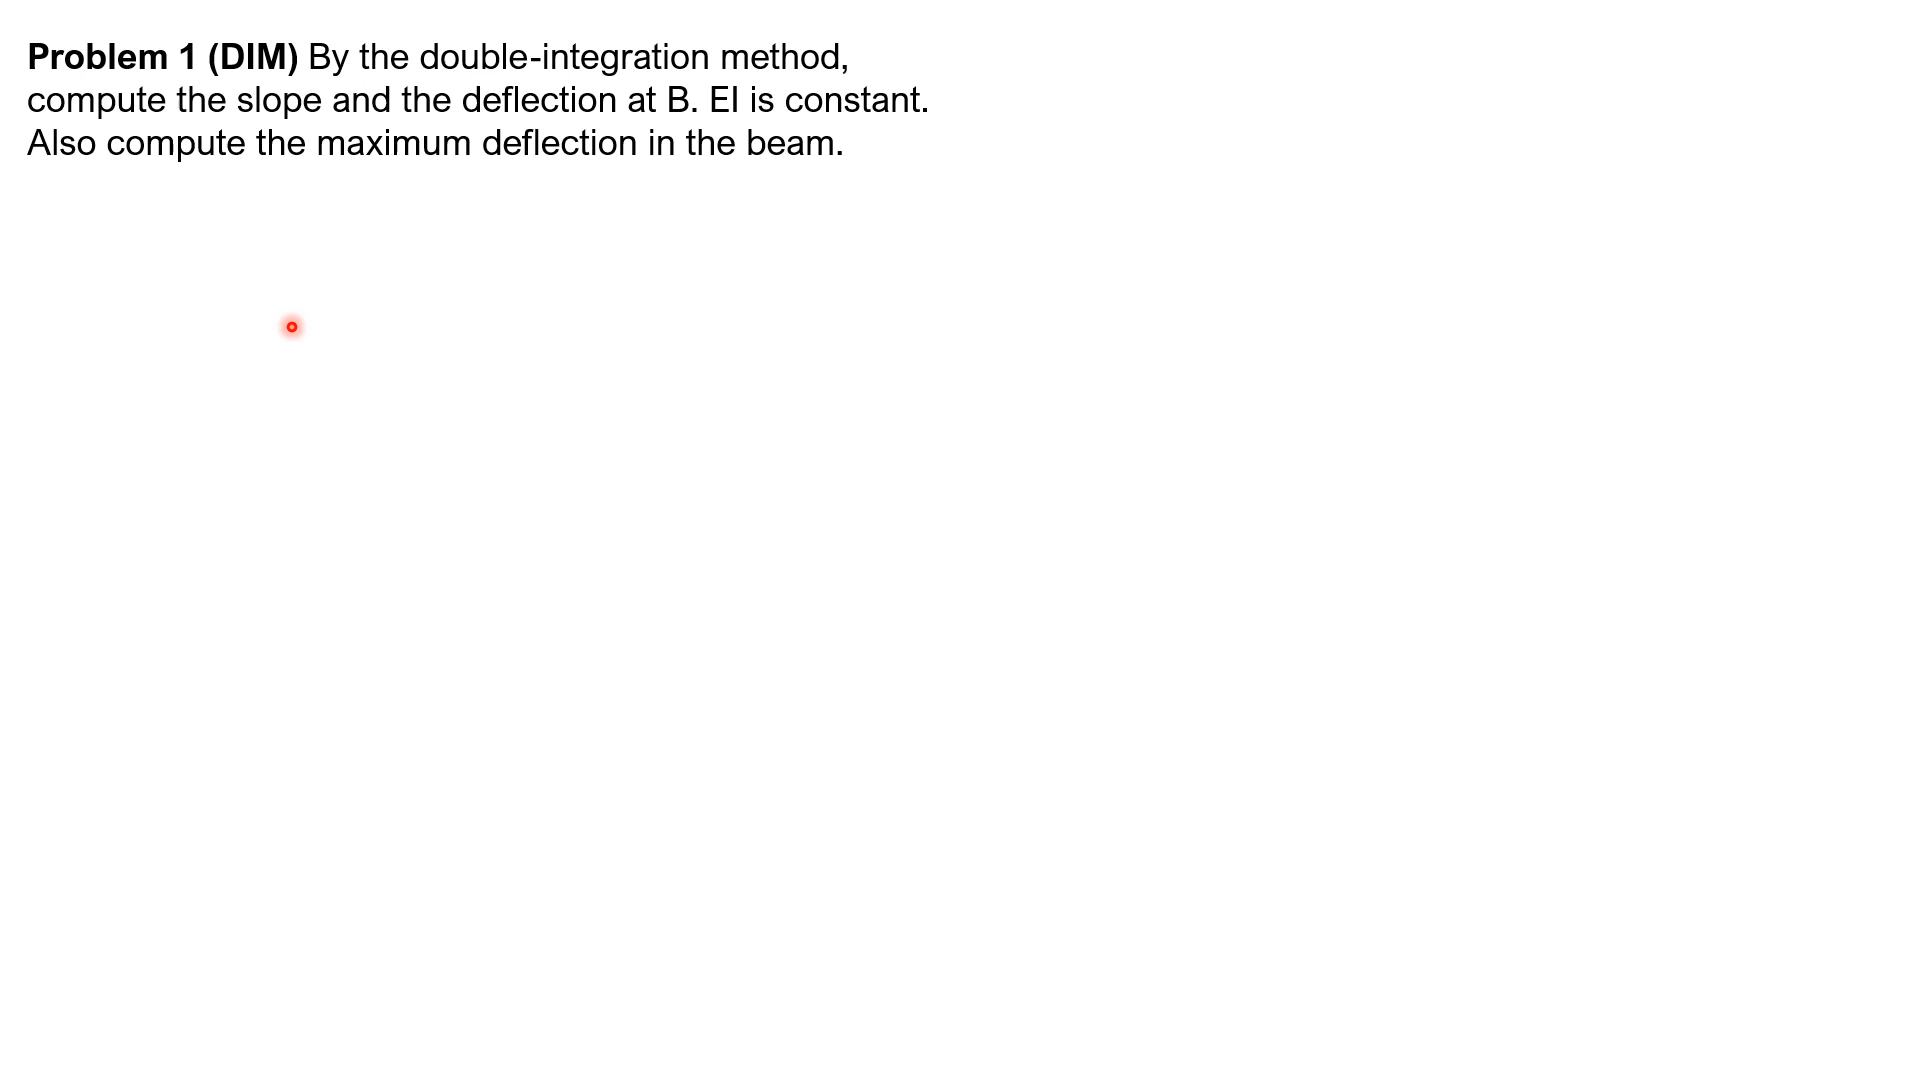 Problem 1 (DIM) By the double-integration method,
compute the slope and the deflection at B. EI is constant.
Also compute the maximum deflection in the beam.